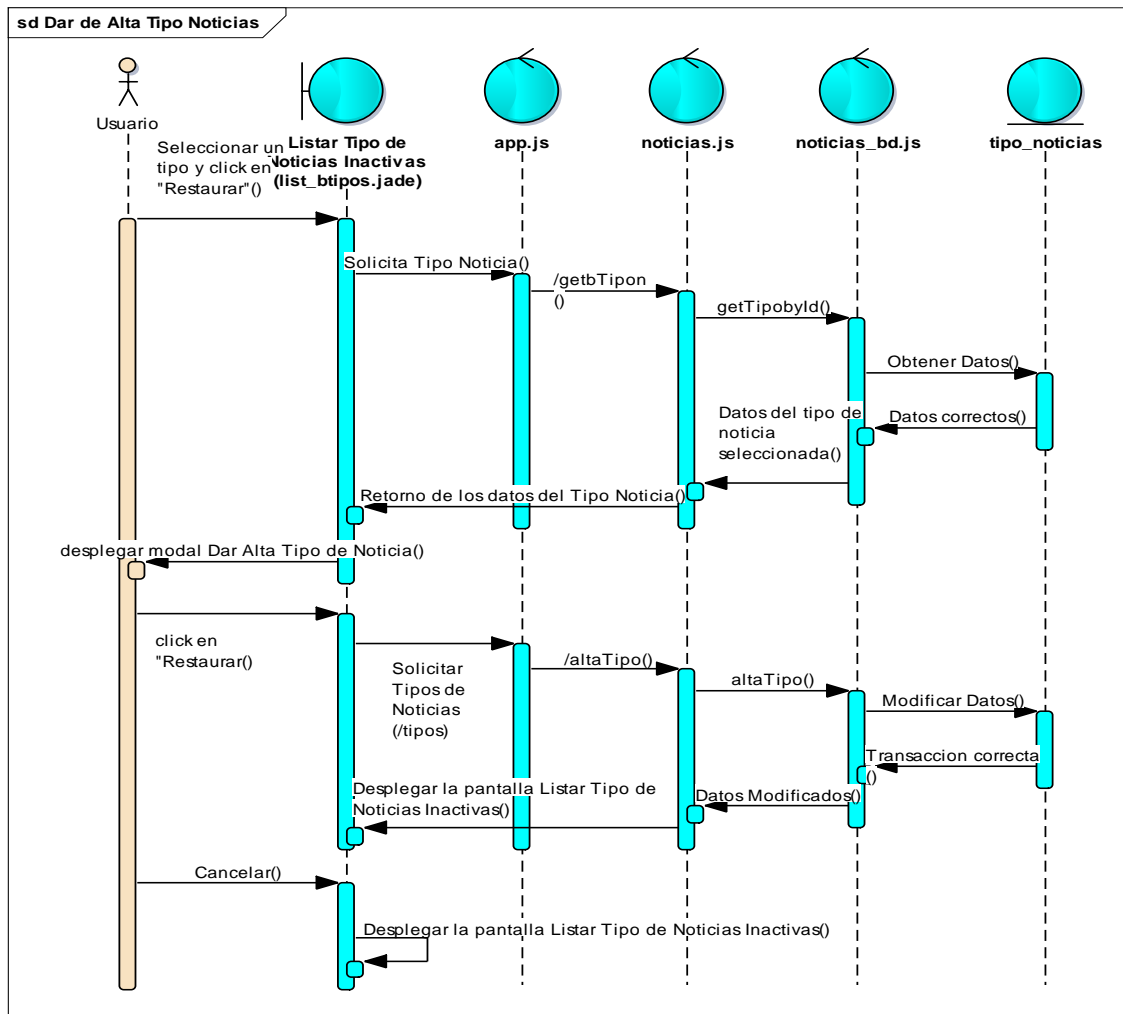 sd Dar de Alta Tipo Noticias
Usuario
Listar Tipo de
Noticias Inactivas
(list_btipos.jade)
app.js
noticias.js
noticias_bd.js
tipo_noticias
Seleccionar un
tipo y click en
"Restaurar"()
Solicita Tipo Noticia()
/getbTipon
()
getTipobyId()
Obtener Datos()
Datos correctos()
Datos del tipo de
noticia
seleccionada()
Retorno de los datos del Tipo Noticia()
desplegar modal Dar Alta Tipo de Noticia()
click en
"Restaurar()
Solicitar
Tipos de
Noticias
(/tipos)
/altaTipo()
altaTipo()
Modificar Datos()
Transaccion correcta
()
Datos Modificados()
Desplegar la pantalla Listar Tipo de
Noticias Inactivas()
Cancelar()
Desplegar la pantalla Listar Tipo de Noticias Inactivas()